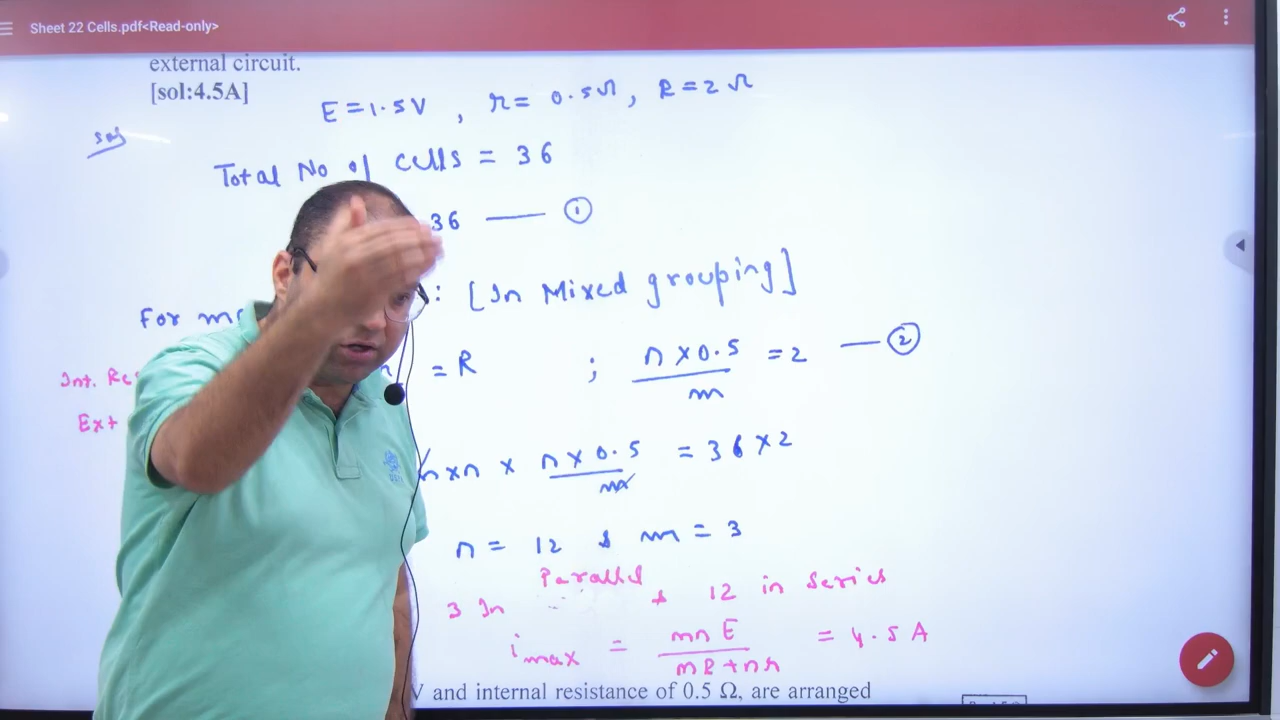 Sheet 22 Cells.pdf<Read-only>
external circuit.
[sol:4.5A]
E = 1.5V , r = 0.5Ω, R = 2Ω
Sol
Total No of cells = 36
36 —— ①
For m : [In Mixed grouping]
Int. Re = R ; n×0.5/m = 2 —— ②
Ext
m×n × n×0.5/m = 36×2
n = 12 & m = 3
3 In Parallel & 12 in series
i max = mnE/mR+nr = 4.5 A
V and internal resistance of 0.5 Ω, are arranged